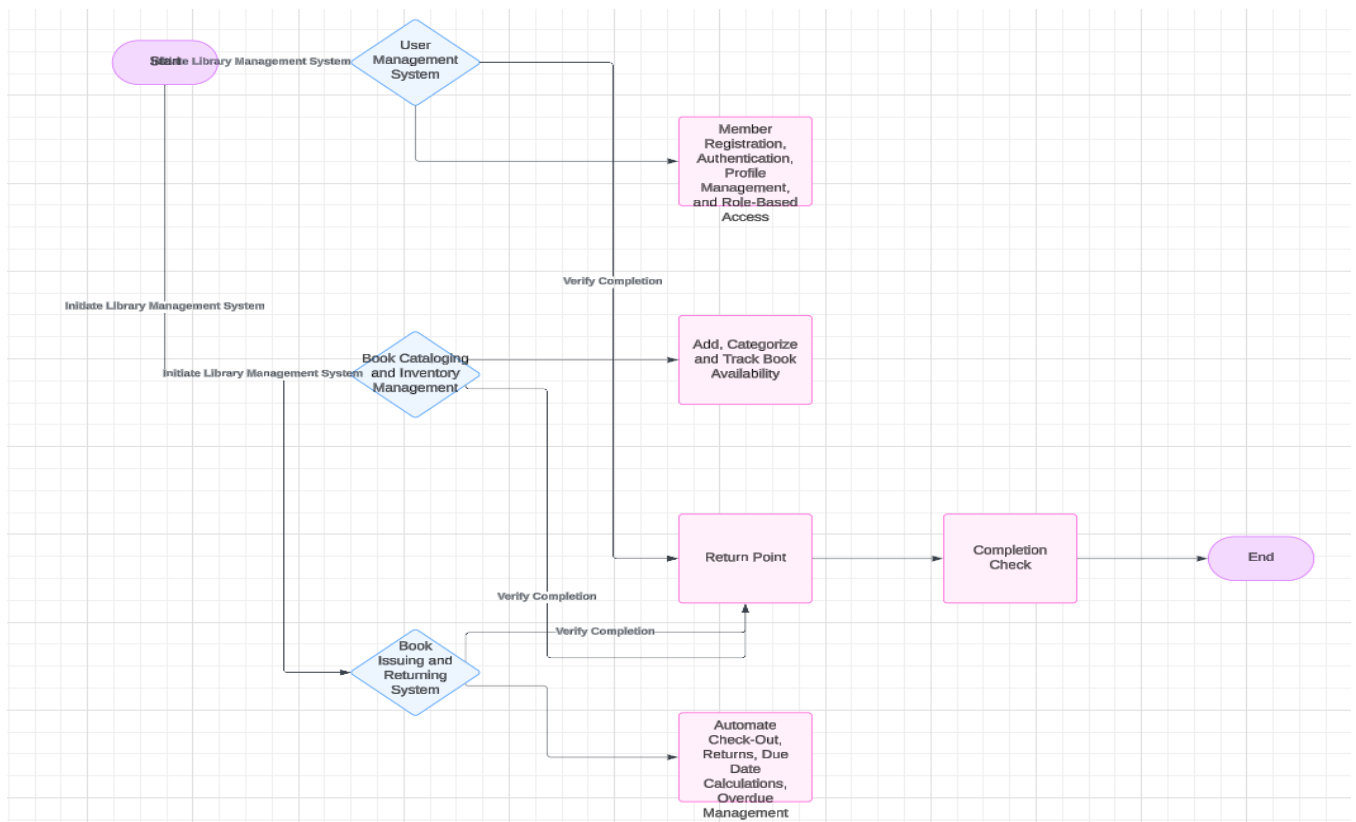 Start
Initiate Library Management System
User
Management
System
Member
Registration,
Authentication,
Profile
Management,
and Role-Based
Access
Verify Completion
Initiate Library Management System
Add, Categorize
and Track Book
Availability
Initiate Library Management System
Book Cataloging
and Inventory
Management
Return Point
Completion
Check
End
Verify Completion
Verify Completion
Book
Issuing and
Returning
System
Automate
Check-Out,
Returns, Due
Date
Calculations,
Overdue
Management